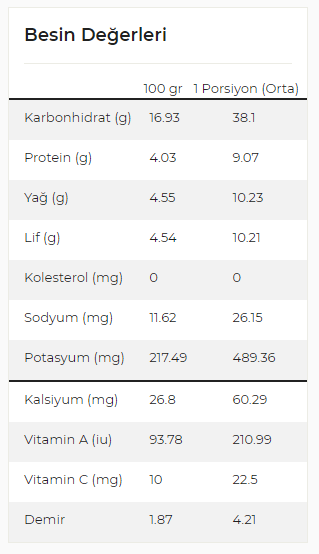 Besin Değerleri
100 gr 1 Porsiyon (Orta)
Karbonhidrat (g) 16.93 38.1
Protein (g) 4.03 9.07
Yağ (g) 4.55 10.23
Lif (g) 4.54 10.21
Kolesterol (mg) 0 0
Sodyum (mg) 11.62 26.15
Potasyum (mg) 217.49 489.36
Kalsiyum (mg) 26.8 60.29
Vitamin A (iu) 93.78 210.99
Vitamin C (mg) 10 22.5
Demir 1.87 4.21